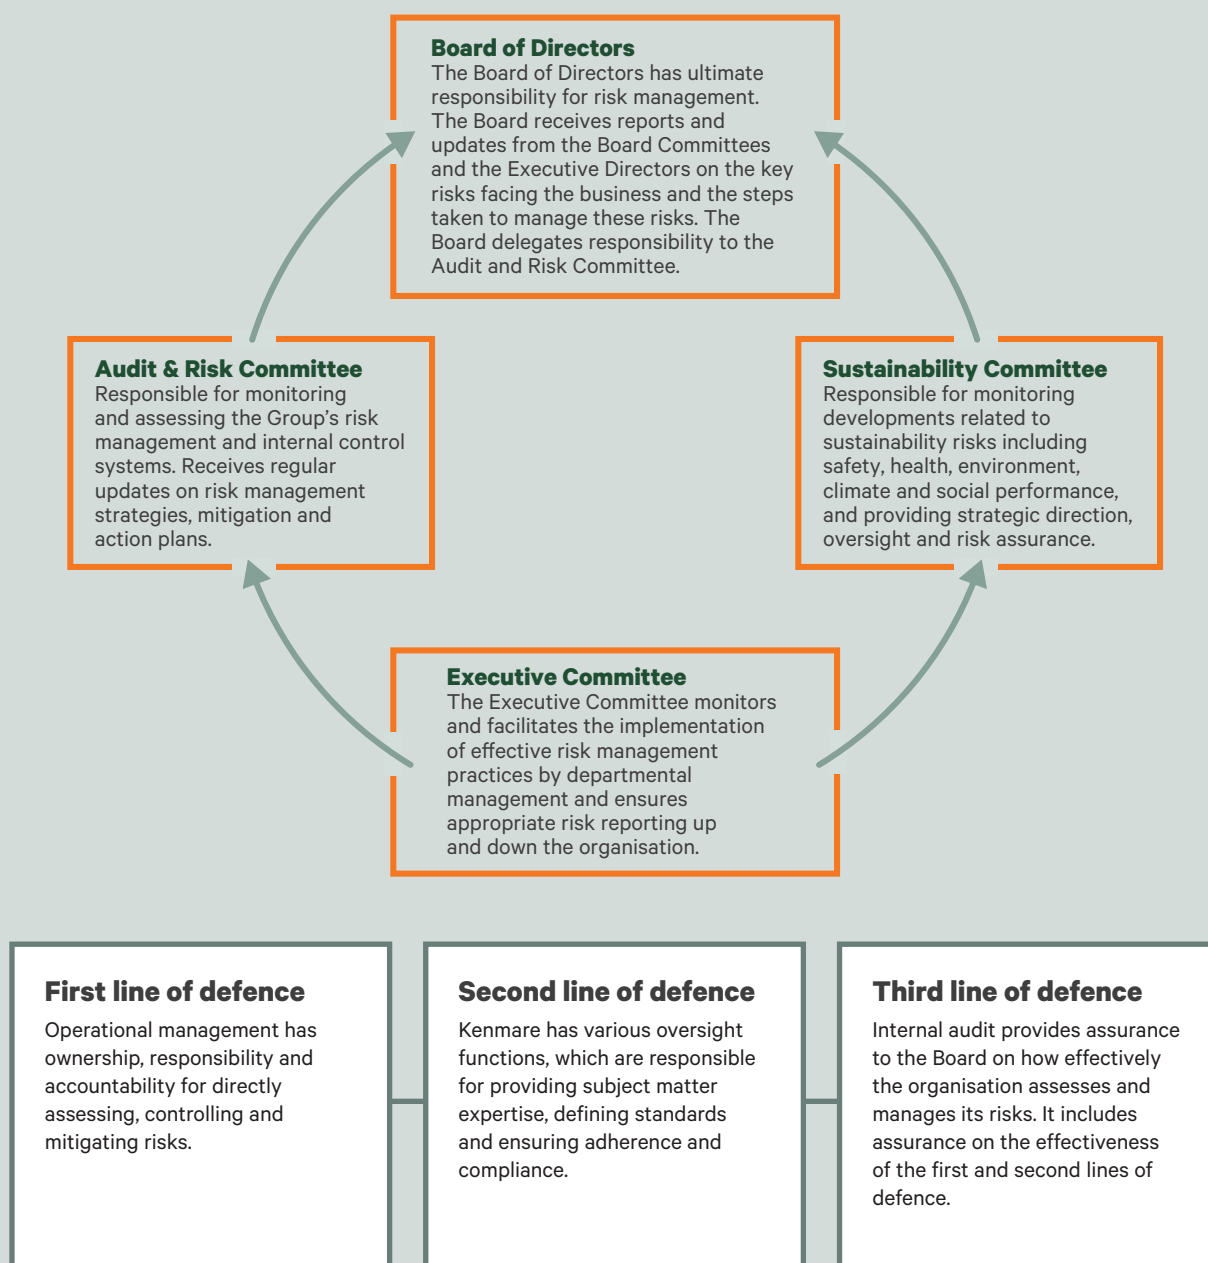 Board of Directors
The Board of Directors has ultimate
responsibility for risk management.
The Board receives reports and
updates from the Board Committees
and the Executive Directors on the key
risks facing the business and the steps
taken to manage these risks. The
Board delegates responsibility to the
Audit and Risk Committee.
Audit & Risk Committee
Responsible for monitoring
and assessing the Group’s risk
management and internal control
systems. Receives regular
updates on risk management
strategies, mitigation and
action plans.
Sustainability Committee
Responsible for monitoring
developments related to
sustainability risks including
safety, health, environment,
climate and social performance,
and providing strategic direction,
oversight and risk assurance.
Executive Committee
The Executive Committee monitors
and facilitates the implementation
of effective risk management
practices by departmental
management and ensures
appropriate risk reporting up
and down the organisation.
First line of defence
Operational management has
ownership, responsibility and
accountability for directly
assessing, controlling and
mitigating risks.
Second line of defence
Kenmare has various oversight
functions, which are responsible
for providing subject matter
expertise, defining standards
and ensuring adherence and
compliance.
Third line of defence
Internal audit provides assurance
to the Board on how effectively
the organisation assesses and
manages its risks. It includes
assurance on the effectiveness
of the first and second lines of
defence.